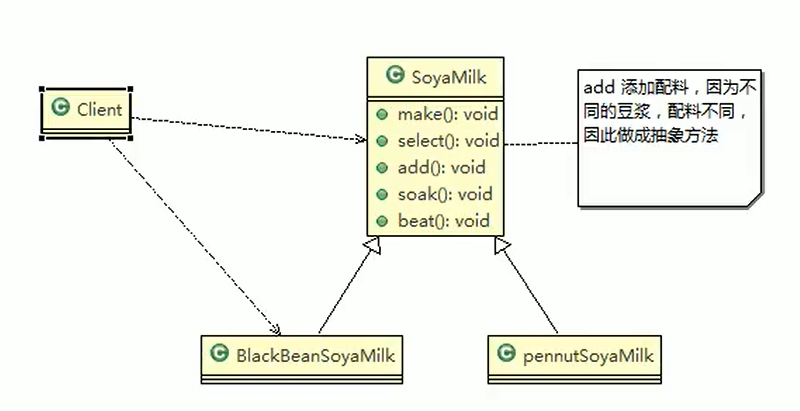 Client
SoyaMilk
make(): void
select(): void
add(): void
soak(): void
beat(): void
add 添加配料，因为不
同的豆浆，配料不同，
因此做成抽象方法
BlackBeanSoyaMilk
pennutSoyaMilk